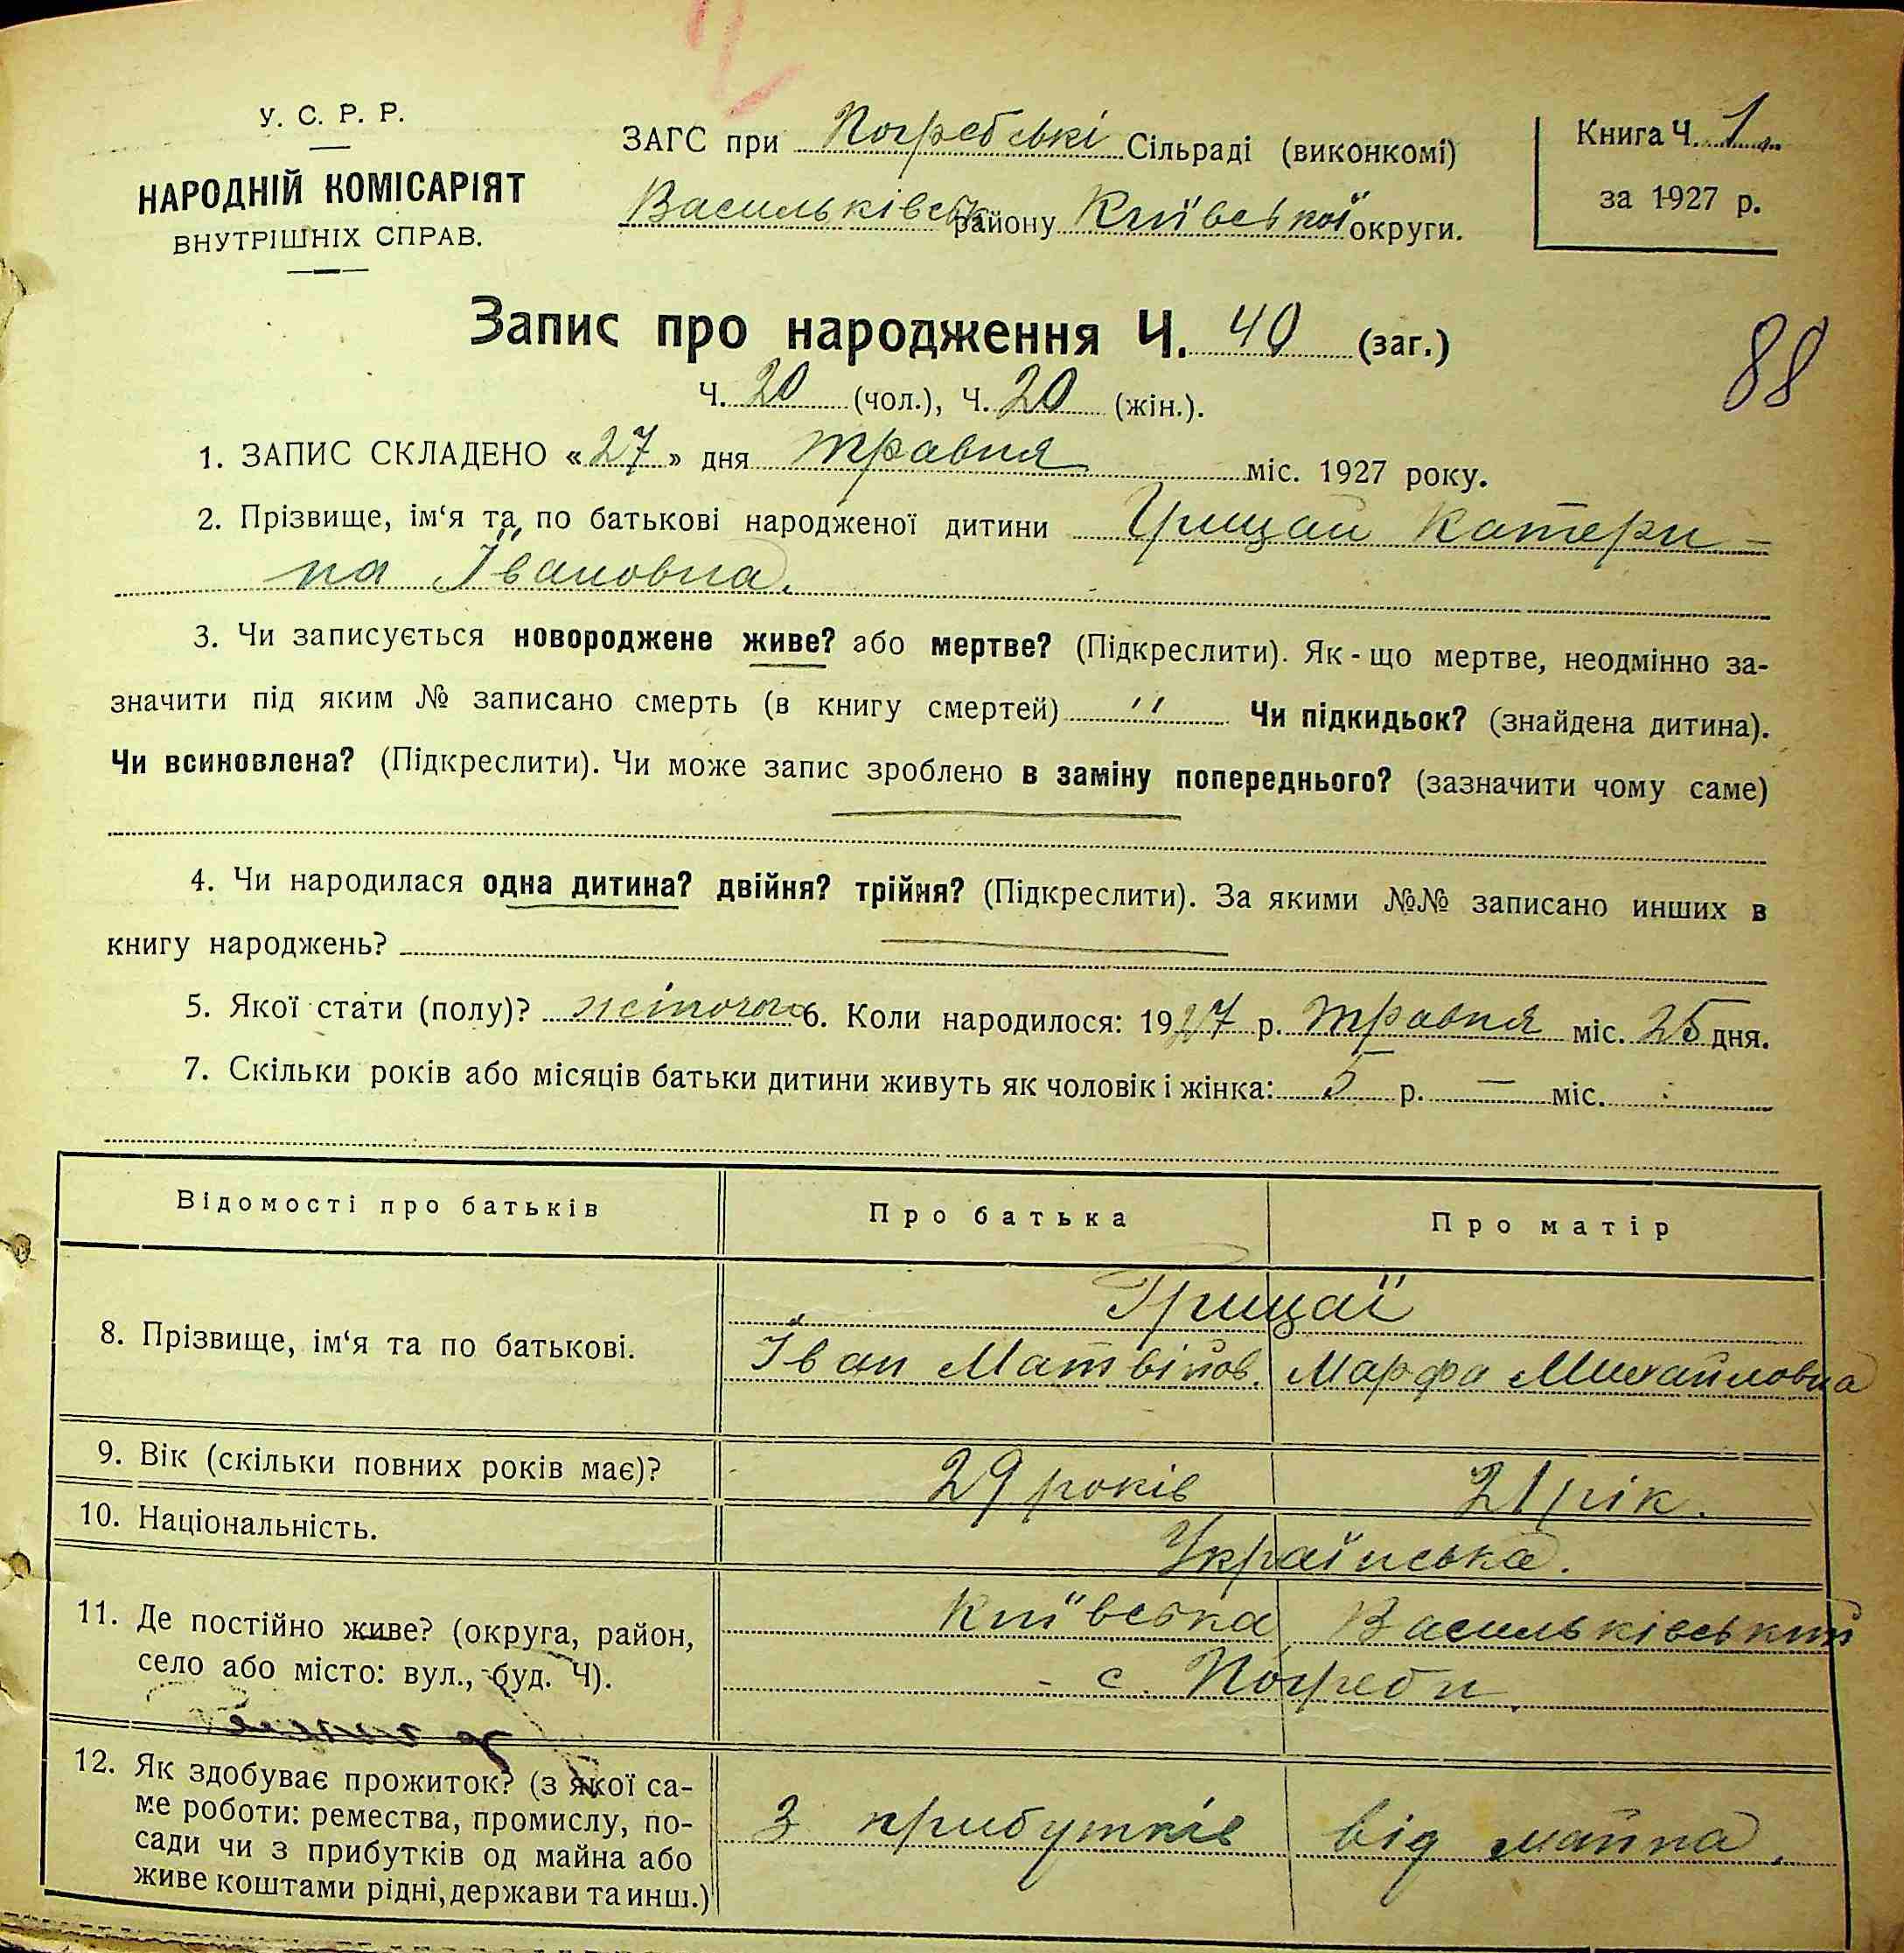 У. С. Р. Р.
НАРОДНІЙ КОМІСАРІЯТ
ВНУТРІШНІХ СПРАВ.
ЗАГС при Погребські Сільраді (виконкомі)
Васильківськ району Київської округи.
Книга Ч. 1
за 1927 р.
Запис про народження Ч. 40 (заг.)
88
Ч. 20 (чол.), Ч. 20 (жін.).
1. ЗАПИС СКЛАДЕНО «27» дня травня міс. 1927 року.
2. Прізвище, ім‘я та по батькові народженої дитини Грицай Катери-
на Івановна.
3. Чи записується новороджене живе? або мертве? (Підкреслити). Як-що мертве, неодмінно за-
значити під яким № записано смерть (в книгу смертей) " Чи підкидьок? (знайдена дитина).
Чи всиновлена? (Підкреслити). Чи може запис зроблено в заміну попереднього? (зазначити чому саме)
4. Чи народилася одна дитина? двійня? трійня? (Підкреслити). За якими №№ записано инших в
книгу народжень?
5. Якої стати (полу)? жіночого 6. Коли народилося: 1927 р. травня міс. 25 дня.
7. Скільки років або місяців батьки дитини живуть як чоловік і жінка: 5 р. — міс.
Відомості про батьків Про батька Про матір
8. Прізвище, ім‘я та по батькові.
Грицай
Іван Матвійов. Марфа Михайловна
9. Вік (скільки повних років має)? 29 років 21 рік.
10. Національність. Українська.
11. Де постійно живе? (округа, район,
село або місто: вул., буд. Ч).
Київська Васильківський
с. Погреби
12. Як здобуває прожиток? (з якої са-
ме роботи: ремества, промислу, по-
сади чи з прибутків од майна або
живе коштами рідні, держави та инш.)
З прибутків від майна.